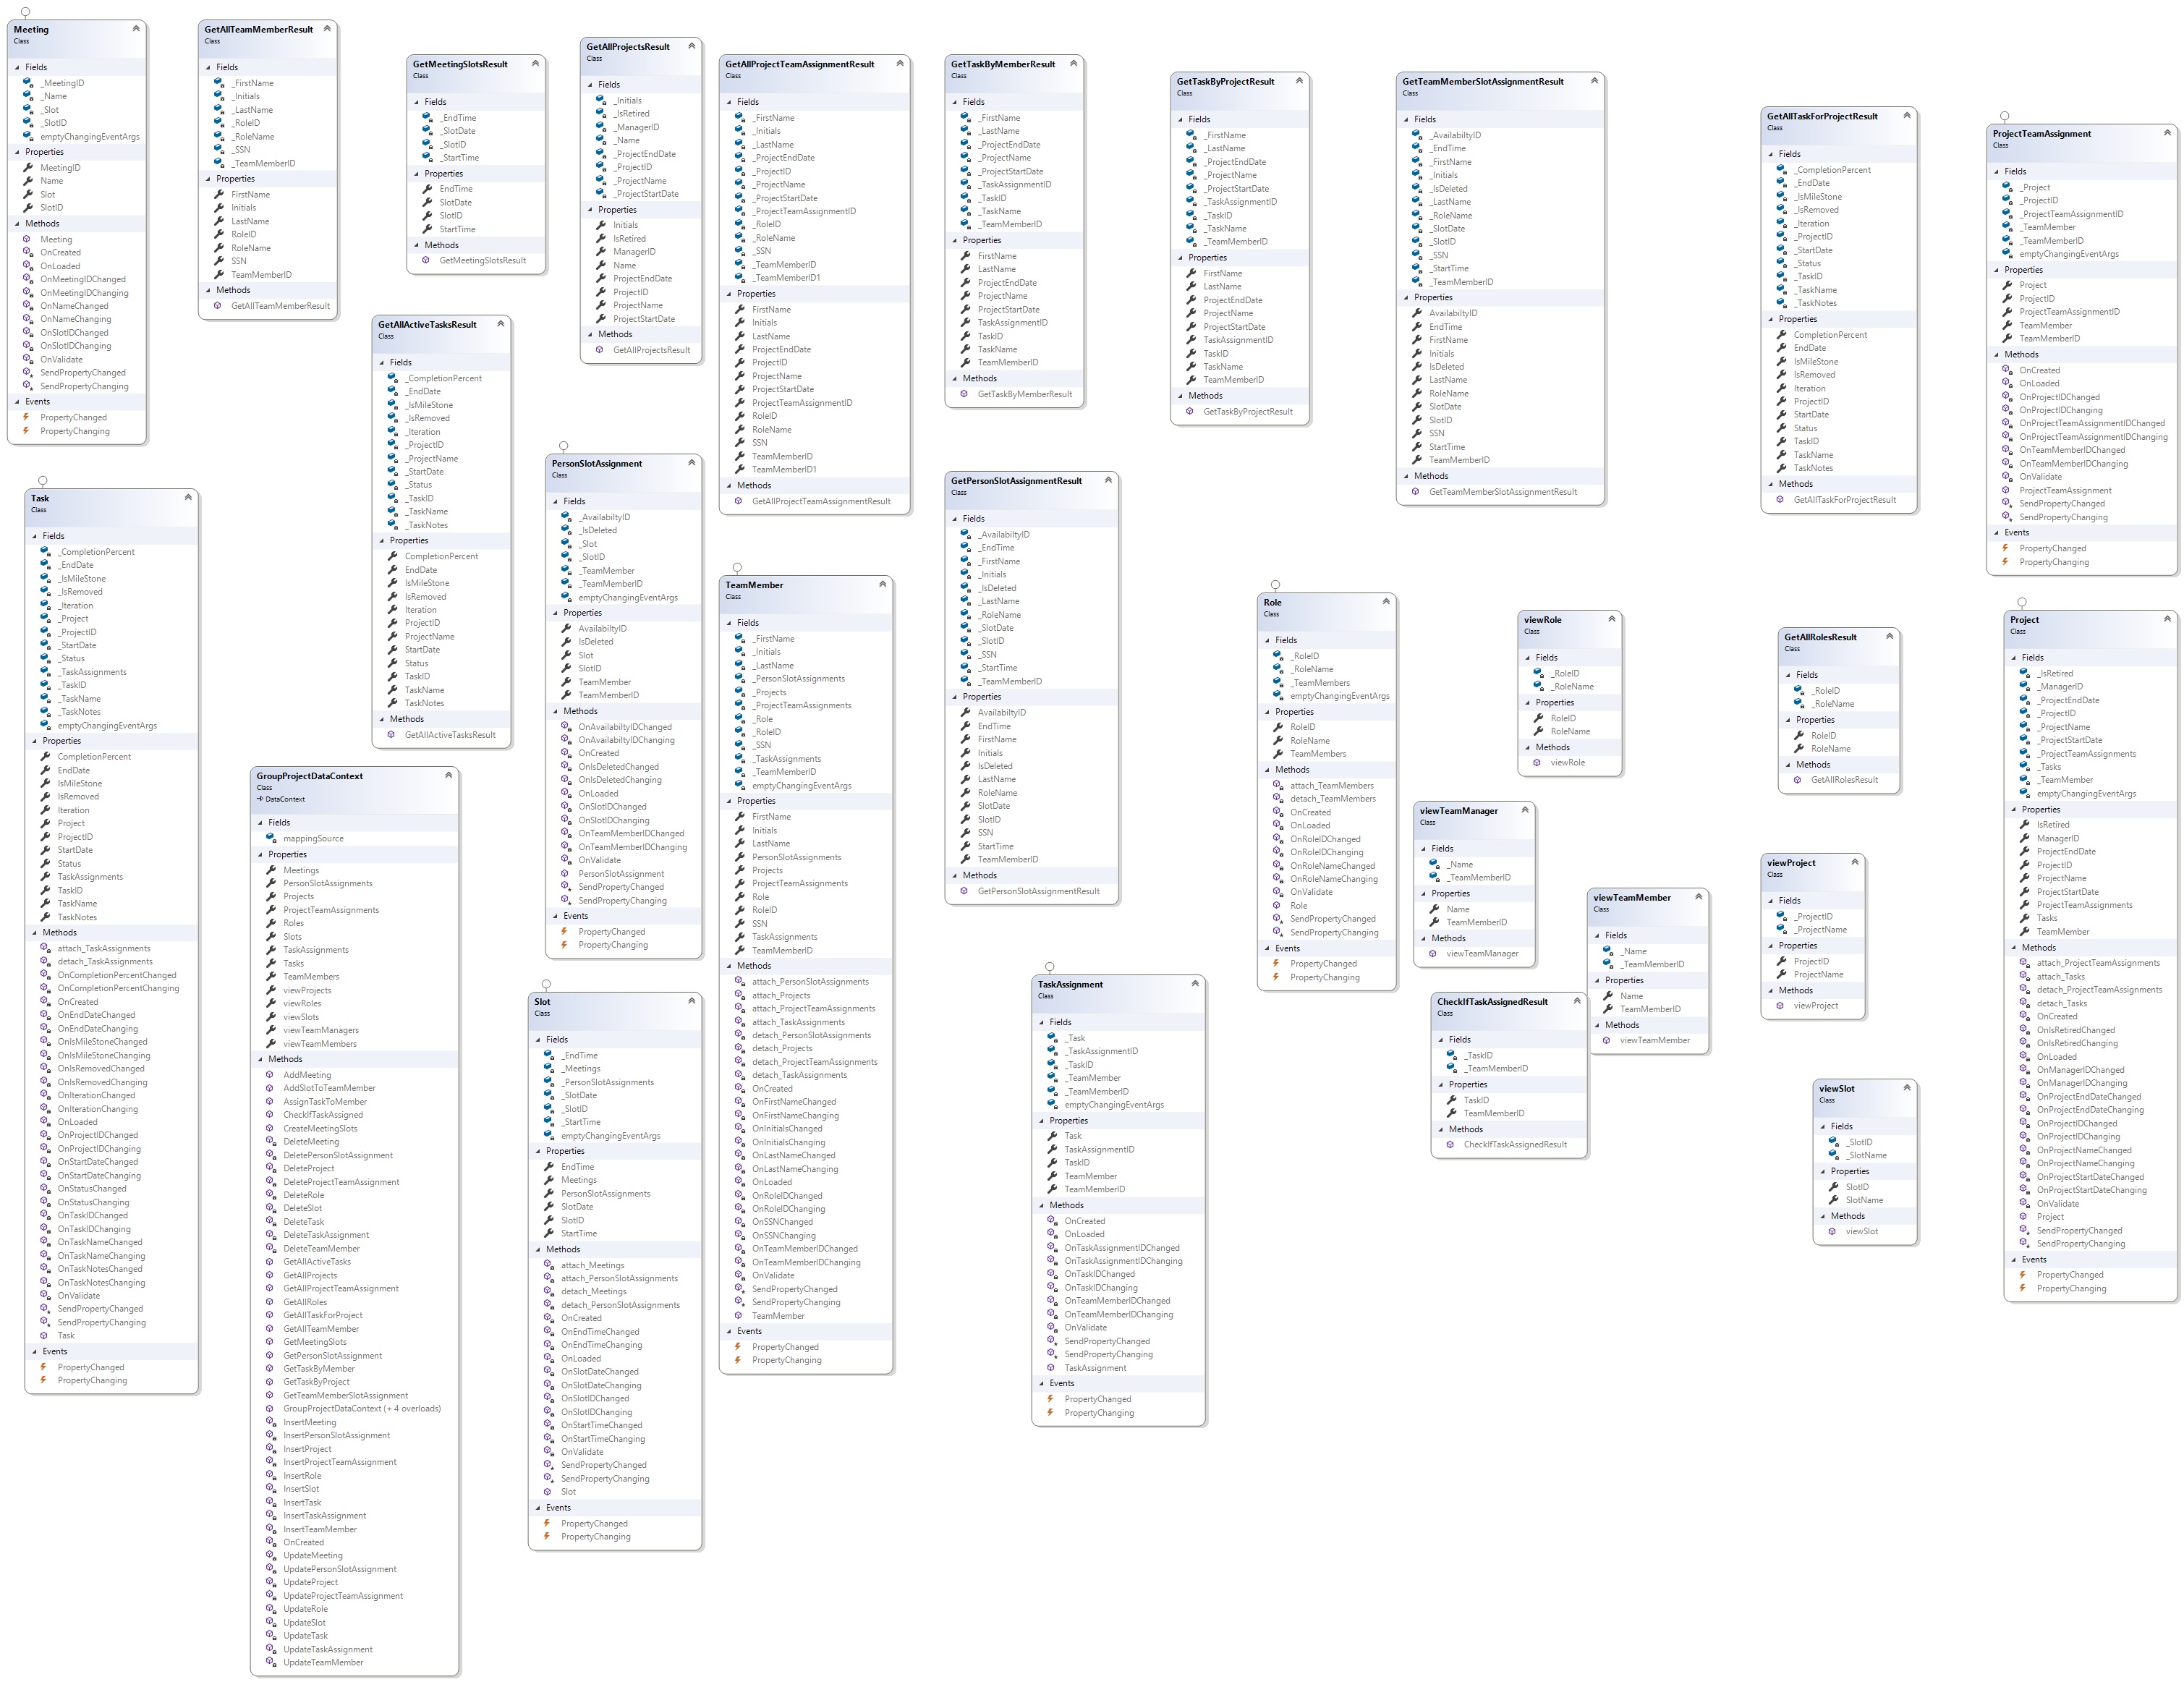 Meeting
Class
Fields
_MeetingID
_Name
_Slot
_SlotID
emptyChangingEventArgs
Properties
MeetingID
Name
Slot
SlotID
Methods
Meeting
OnCreated
OnLoaded
OnMeetingIDChanged
OnMeetingIDChanging
OnNameChanged
OnNameChanging
OnSlotIDChanged
OnSlotIDChanging
OnValidate
SendPropertyChanged
SendPropertyChanging
Events
PropertyChanged
PropertyChanging
GetAllTeamMemberResult
Class
Fields
_FirstName
_Initials
_LastName
_RoleID
_RoleName
_SSN
_TeamMemberID
Properties
FirstName
Initials
LastName
RoleID
RoleName
SSN
TeamMemberID
Methods
GetAllTeamMemberResult
GetMeetingSlotsResult
Class
Fields
_EndTime
_SlotDate
_SlotID
_StartTime
Properties
EndTime
SlotDate
SlotID
StartTime
Methods
GetMeetingSlotsResult
GetAllProjectsResult
Class
Fields
_Initials
_IsRetired
_ManagerID
_Name
_ProjectEndDate
_ProjectID
_ProjectName
_ProjectStartDate
Properties
Initials
IsRetired
ManagerID
Name
ProjectEndDate
ProjectID
ProjectName
ProjectStartDate
Methods
GetAllProjectsResult
GetAllProjectTeamAssignmentResult
Class
Fields
_FirstName
_Initials
_LastName
_ProjectEndDate
_ProjectID
_ProjectName
_ProjectStartDate
_ProjectTeamAssignmentID
_RoleID
_RoleName
_SSN
_TeamMemberID
_TeamMemberID1
Properties
FirstName
Initials
LastName
ProjectEndDate
ProjectID
ProjectName
ProjectStartDate
ProjectTeamAssignmentID
RoleID
RoleName
SSN
TeamMemberID
TeamMemberID1
Methods
GetAllProjectTeamAssignmentResult
GetTaskByMemberResult
Class
Fields
_FirstName
_LastName
_ProjectEndDate
_ProjectName
_ProjectStartDate
_TaskAssignmentID
_TaskID
_TaskName
_TeamMemberID
Properties
FirstName
LastName
ProjectEndDate
ProjectName
ProjectStartDate
TaskAssignmentID
TaskID
TaskName
TeamMemberID
Methods
GetTaskByMemberResult
GetTaskByProjectResult
Class
Fields
_FirstName
_LastName
_ProjectEndDate
_ProjectName
_ProjectStartDate
_TaskAssignmentID
_TaskID
_TaskName
_TeamMemberID
Properties
FirstName
LastName
ProjectEndDate
ProjectName
ProjectStartDate
TaskAssignmentID
TaskID
TaskName
TeamMemberID
Methods
GetTaskByProjectResult
GetTeamMemberSlotAssignmentResult
Class
Fields
_AvailabiltyID
_EndTime
_FirstName
_Initials
_IsDeleted
_LastName
_RoleName
_SlotDate
_SlotID
_SSN
_StartTime
_TeamMemberID
Properties
AvailabiltyID
EndTime
FirstName
Initials
IsDeleted
LastName
RoleName
SlotDate
SlotID
SSN
StartTime
TeamMemberID
Methods
GetTeamMemberSlotAssignmentResult
GetAllTaskForProjectResult
Class
Fields
_CompletionPercent
_EndDate
_IsMileStone
_IsRemoved
_Iteration
_ProjectID
_StartDate
_Status
_TaskID
_TaskName
_TaskNotes
Properties
CompletionPercent
EndDate
IsMileStone
IsRemoved
Iteration
ProjectID
StartDate
Status
TaskID
TaskName
TaskNotes
Methods
GetAllTaskForProjectResult
ProjectTeamAssignment
Class
Fields
_Project
_ProjectID
_ProjectTeamAssignmentID
_TeamMember
_TeamMemberID
emptyChangingEventArgs
Properties
Project
ProjectID
ProjectTeamAssignmentID
TeamMember
TeamMemberID
Methods
OnCreated
OnLoaded
OnProjectIDChanged
OnProjectIDChanging
OnProjectTeamAssignmentIDChanged
OnProjectTeamAssignmentIDChanging
OnTeamMemberIDChanged
OnTeamMemberIDChanging
OnValidate
ProjectTeamAssignment
SendPropertyChanged
SendPropertyChanging
Events
PropertyChanged
PropertyChanging
GetAllActiveTasksResult
Class
Fields
_CompletionPercent
_EndDate
_IsMileStone
_IsRemoved
_Iteration
_ProjectID
_ProjectName
_StartDate
_Status
_TaskID
_TaskName
_TaskNotes
Properties
CompletionPercent
EndDate
IsMileStone
IsRemoved
Iteration
ProjectID
ProjectName
StartDate
Status
TaskID
TaskName
TaskNotes
Methods
GetAllActiveTasksResult
PersonSlotAssignment
Class
Fields
_AvailabiltyID
_IsDeleted
_Slot
_SlotID
_TeamMember
_TeamMemberID
emptyChangingEventArgs
Properties
AvailabiltyID
IsDeleted
Slot
SlotID
TeamMember
TeamMemberID
Methods
OnAvailabiltyIDChanged
OnAvailabiltyIDChanging
OnCreated
OnIsDeletedChanged
OnIsDeletedChanging
OnLoaded
OnSlotIDChanged
OnSlotIDChanging
OnTeamMemberIDChanged
OnTeamMemberIDChanging
OnValidate
PersonSlotAssignment
SendPropertyChanged
SendPropertyChanging
Events
PropertyChanged
PropertyChanging
Task
Class
Fields
_CompletionPercent
_EndDate
_IsMileStone
_IsRemoved
_Iteration
_Project
_ProjectID
_StartDate
_Status
_TaskAssignments
_TaskID
_TaskName
_TaskNotes
emptyChangingEventArgs
Properties
CompletionPercent
EndDate
IsMileStone
IsRemoved
Iteration
Project
ProjectID
StartDate
Status
TaskAssignments
TaskID
TaskName
TaskNotes
Methods
attach_TaskAssignments
detach_TaskAssignments
OnCompletionPercentChanged
OnCompletionPercentChanging
OnCreated
OnEndDateChanged
OnEndDateChanging
OnIsMileStoneChanged
OnIsMileStoneChanging
OnIsRemovedChanged
OnIsRemovedChanging
OnIterationChanged
OnIterationChanging
OnLoaded
OnProjectIDChanged
OnProjectIDChanging
OnStartDateChanged
OnStartDateChanging
OnStatusChanged
OnStatusChanging
OnTaskIDChanged
OnTaskIDChanging
OnTaskNameChanged
OnTaskNameChanging
OnTaskNotesChanged
OnTaskNotesChanging
OnValidate
SendPropertyChanged
SendPropertyChanging
Task
Events
PropertyChanged
PropertyChanging
GetPersonSlotAssignmentResult
Class
Fields
_AvailabiltyID
_EndTime
_FirstName
_Initials
_IsDeleted
_LastName
_RoleName
_SlotDate
_SlotID
_SSN
_StartTime
_TeamMemberID
Properties
AvailabiltyID
EndTime
FirstName
Initials
IsDeleted
LastName
RoleName
SlotDate
SlotID
SSN
StartTime
TeamMemberID
Methods
GetPersonSlotAssignmentResult
TeamMember
Class
Fields
_FirstName
_Initials
_LastName
_PersonSlotAssignments
_Projects
_ProjectTeamAssignments
_Role
_RoleID
_SSN
_TaskAssignments
_TeamMemberID
emptyChangingEventArgs
Properties
FirstName
Initials
LastName
PersonSlotAssignments
Projects
ProjectTeamAssignments
Role
RoleID
SSN
TaskAssignments
TeamMemberID
Methods
attach_PersonSlotAssignments
attach_Projects
attach_ProjectTeamAssignments
attach_TaskAssignments
detach_PersonSlotAssignments
detach_Projects
detach_ProjectTeamAssignments
detach_TaskAssignments
OnCreated
OnFirstNameChanged
OnFirstNameChanging
OnInitialsChanged
OnInitialsChanging
OnLastNameChanged
OnLastNameChanging
OnLoaded
OnRoleIDChanged
OnRoleIDChanging
OnSSNChanged
OnSSNChanging
OnTeamMemberIDChanged
OnTeamMemberIDChanging
OnValidate
SendPropertyChanged
SendPropertyChanging
TeamMember
Events
PropertyChanged
PropertyChanging
Role
Class
Fields
_RoleID
_RoleName
_TeamMembers
emptyChangingEventArgs
Properties
RoleID
RoleName
TeamMembers
Methods
attach_TeamMembers
detach_TeamMembers
OnCreated
OnLoaded
OnRoleIDChanged
OnRoleIDChanging
OnRoleNameChanged
OnRoleNameChanging
OnValidate
Role
SendPropertyChanged
SendPropertyChanging
Events
PropertyChanged
PropertyChanging
viewRole
Class
Fields
_RoleID
_RoleName
Properties
RoleID
RoleName
Methods
viewRole
GetAllRolesResult
Class
Fields
_RoleID
_RoleName
Properties
RoleID
RoleName
Methods
GetAllRolesResult
Project
Class
Fields
_IsRetired
_ManagerID
_ProjectEndDate
_ProjectID
_ProjectName
_ProjectStartDate
_ProjectTeamAssignments
_Tasks
_TeamMember
emptyChangingEventArgs
Properties
IsRetired
ManagerID
ProjectEndDate
ProjectID
ProjectName
ProjectStartDate
ProjectTeamAssignments
Tasks
TeamMember
Methods
attach_ProjectTeamAssignments
attach_Tasks
detach_ProjectTeamAssignments
detach_Tasks
OnCreated
OnIsRetiredChanged
OnIsRetiredChanging
OnLoaded
OnManagerIDChanged
OnManagerIDChanging
OnProjectEndDateChanged
OnProjectEndDateChanging
OnProjectIDChanged
OnProjectIDChanging
OnProjectNameChanged
OnProjectNameChanging
OnProjectStartDateChanged
OnProjectStartDateChanging
OnValidate
Project
SendPropertyChanged
SendPropertyChanging
Events
PropertyChanged
PropertyChanging
GroupProjectDataContext
Class
DataContext
Fields
mappingSource
Properties
Meetings
PersonSlotAssignments
Projects
ProjectTeamAssignments
Roles
Slots
TaskAssignments
Tasks
TeamMembers
viewProjects
viewRoles
viewSlots
viewTeamManagers
viewTeamMembers
Methods
AddMeeting
AddSlotToTeamMember
AssignTaskToMember
CheckIfTaskAssigned
CreateMeetingSlots
DeleteMeeting
DeletePersonSlotAssignment
DeleteProject
DeleteProjectTeamAssignment
DeleteRole
DeleteSlot
DeleteTask
DeleteTaskAssignment
DeleteTeamMember
GetAllActiveTasks
GetAllProjects
GetAllProjectTeamAssignment
GetAllRoles
GetAllTaskForProject
GetAllTeamMember
GetMeetingSlots
GetPersonSlotAssignment
GetTaskByMember
GetTaskByProject
GetTeamMemberSlotAssignment
GroupProjectDataContext (+ 4 overloads)
InsertMeeting
InsertPersonSlotAssignment
InsertProject
InsertProjectTeamAssignment
InsertRole
InsertSlot
InsertTask
InsertTaskAssignment
InsertTeamMember
OnCreated
UpdateMeeting
UpdatePersonSlotAssignment
UpdateProject
UpdateProjectTeamAssignment
UpdateRole
UpdateSlot
UpdateTask
UpdateTaskAssignment
UpdateTeamMember
viewTeamManager
Class
Fields
_Name
_TeamMemberID
Properties
Name
TeamMemberID
Methods
viewTeamManager
viewProject
Class
Fields
_ProjectID
_ProjectName
Properties
ProjectID
ProjectName
Methods
viewProject
viewTeamMember
Class
Fields
_Name
_TeamMemberID
Properties
Name
TeamMemberID
Methods
viewTeamMember
TaskAssignment
Class
Fields
_Task
_TaskAssignmentID
_TaskID
_TeamMember
_TeamMemberID
emptyChangingEventArgs
Properties
Task
TaskAssignmentID
TaskID
TeamMember
TeamMemberID
Methods
OnCreated
OnLoaded
OnTaskAssignmentIDChanged
OnTaskAssignmentIDChanging
OnTaskIDChanged
OnTaskIDChanging
OnTeamMemberIDChanged
OnTeamMemberIDChanging
OnValidate
SendPropertyChanged
SendPropertyChanging
TaskAssignment
Events
PropertyChanged
PropertyChanging
Slot
Class
Fields
_EndTime
_Meetings
_PersonSlotAssignments
_SlotDate
_SlotID
_StartTime
emptyChangingEventArgs
Properties
EndTime
Meetings
PersonSlotAssignments
SlotDate
SlotID
StartTime
Methods
attach_Meetings
attach_PersonSlotAssignments
detach_Meetings
detach_PersonSlotAssignments
OnCreated
OnEndTimeChanged
OnEndTimeChanging
OnLoaded
OnSlotDateChanged
OnSlotDateChanging
OnSlotIDChanged
OnSlotIDChanging
OnStartTimeChanged
OnStartTimeChanging
OnValidate
SendPropertyChanged
SendPropertyChanging
Slot
Events
PropertyChanged
PropertyChanging
CheckIfTaskAssignedResult
Class
Fields
_TaskID
_TeamMemberID
Properties
TaskID
TeamMemberID
Methods
CheckIfTaskAssignedResult
viewSlot
Class
Fields
_SlotID
_SlotName
Properties
SlotID
SlotName
Methods
viewSlot